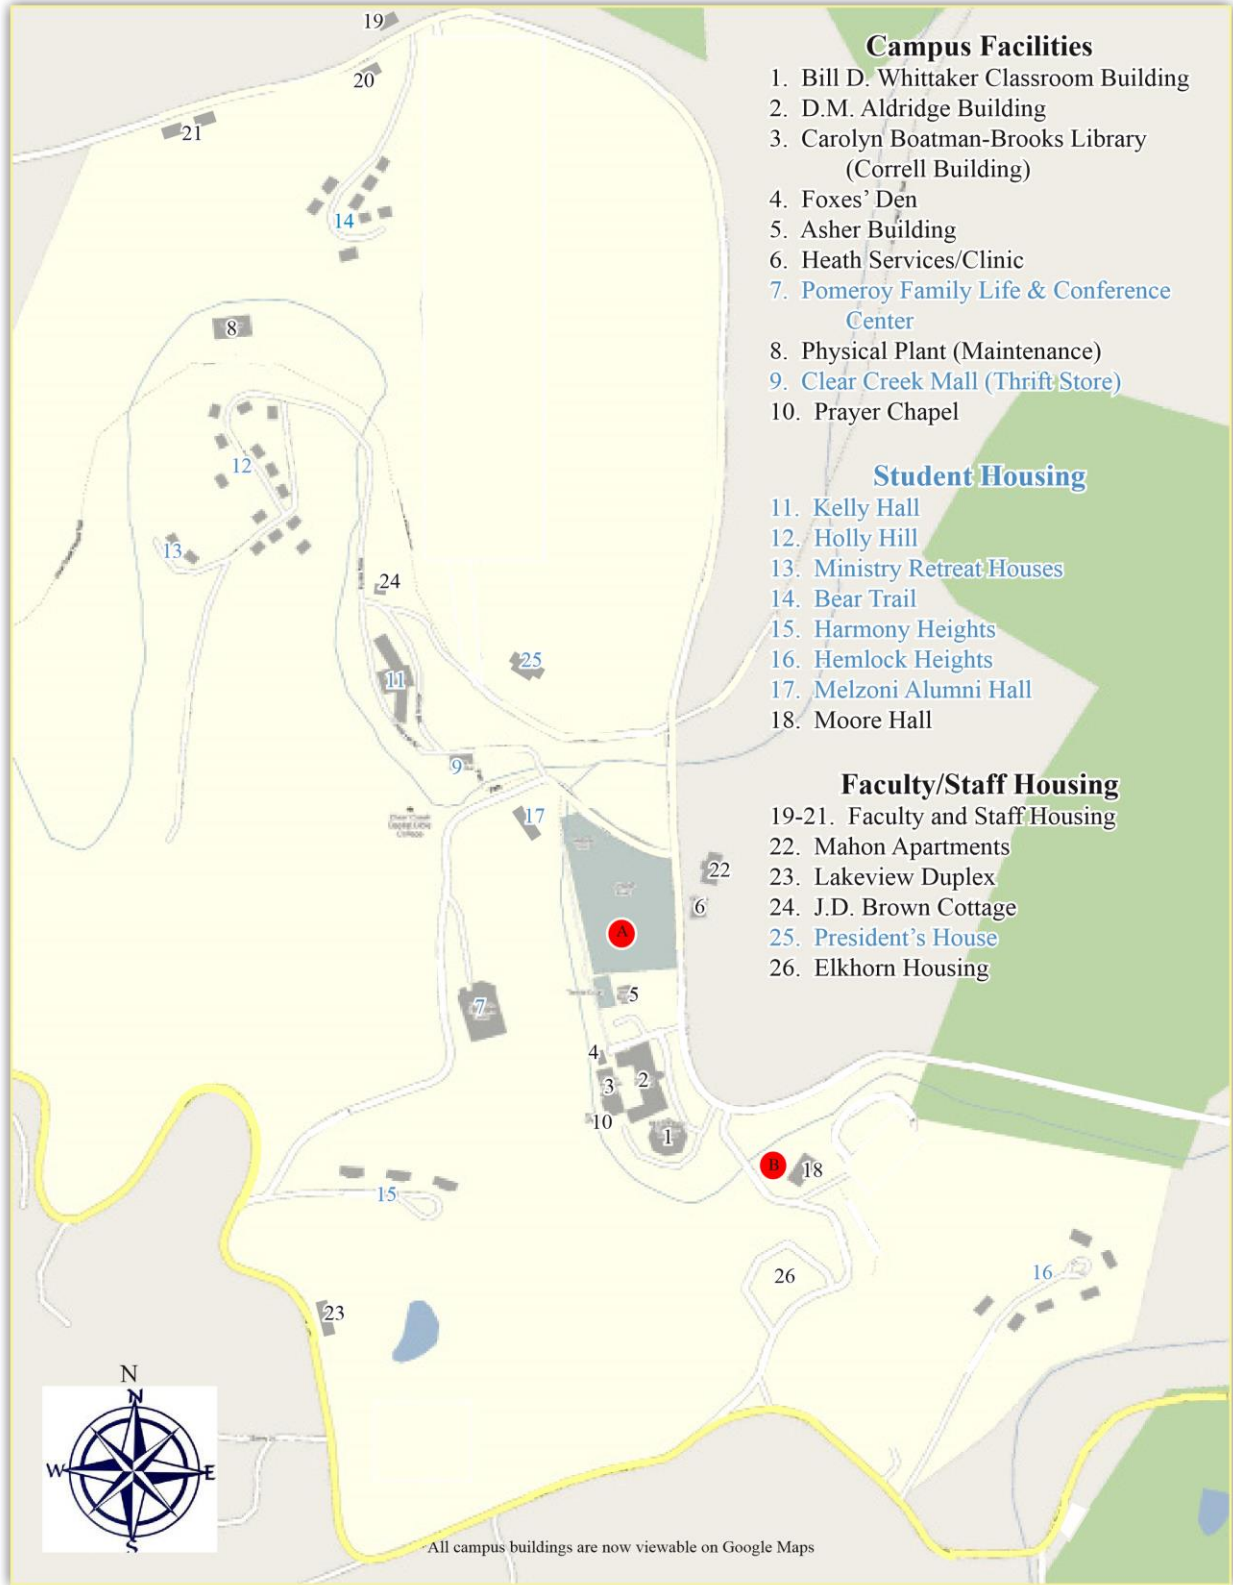 Campus Facilities
1. Bill D. Whittaker Classroom Building
2. D.M. Aldridge Building
3. Carolyn Boatman-Brooks Library
(Correll Building)
4. Foxes' Den
5. Asher Building
6. Heath Services/Clinic
7. Pomeroy Family Life & Conference
Center
8. Physical Plant (Maintenance)
9. Clear Creek Mall (Thrift Store)
10. Prayer Chapel
Student Housing
11. Kelly Hall
12. Holly Hill
13. Ministry Retreat Houses
14. Bear Trail
15. Harmony Heights
16. Hemlock Heights
17. Melzoni Alumni Hall
18. Moore Hall
Faculty/Staff Housing
19-21. Faculty and Staff Housing
22. Mahon Apartments
23. Lakeview Duplex
24. J.D. Brown Cottage
25. President's House
26. Elkhorn Housing
19
20
21
14
8
12
13
24
25
11
9
17
22
6
A
7
5
4
3
2
10
1
B
18
15
26
16
23
N
N
W
E
S
All campus buildings are now viewable on Google Maps